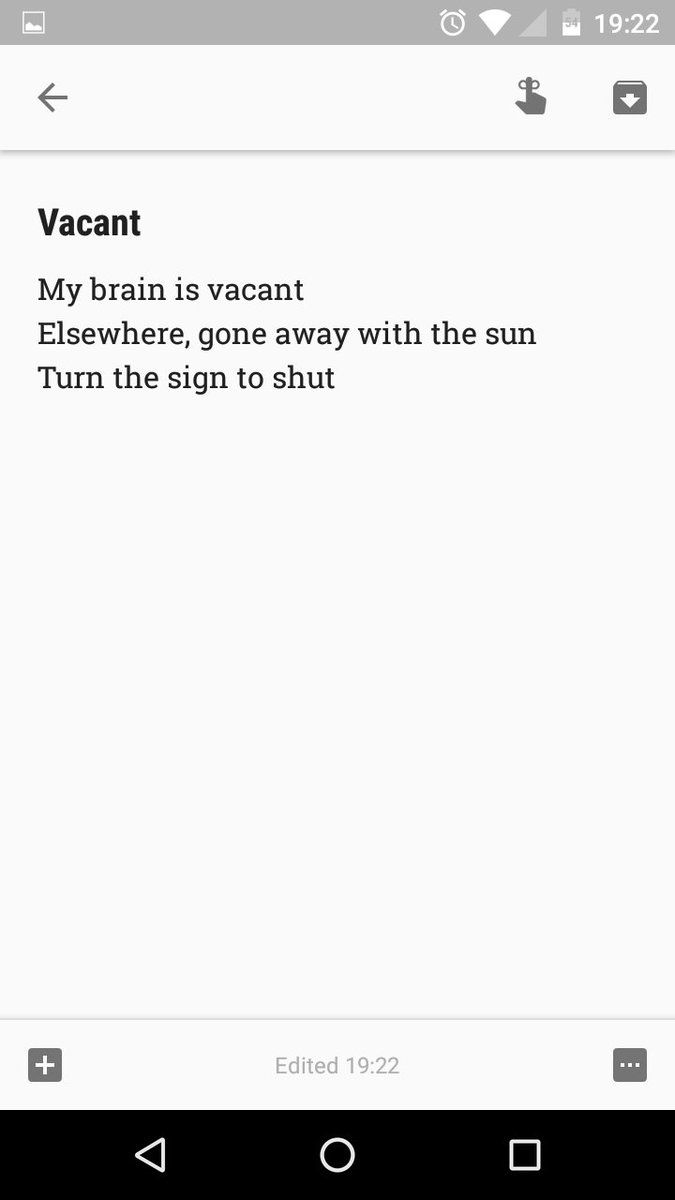 54 19:22
Vacant
My brain is vacant
Elsewhere, gone away with the sun
Turn the sign to shut
Edited 19:22